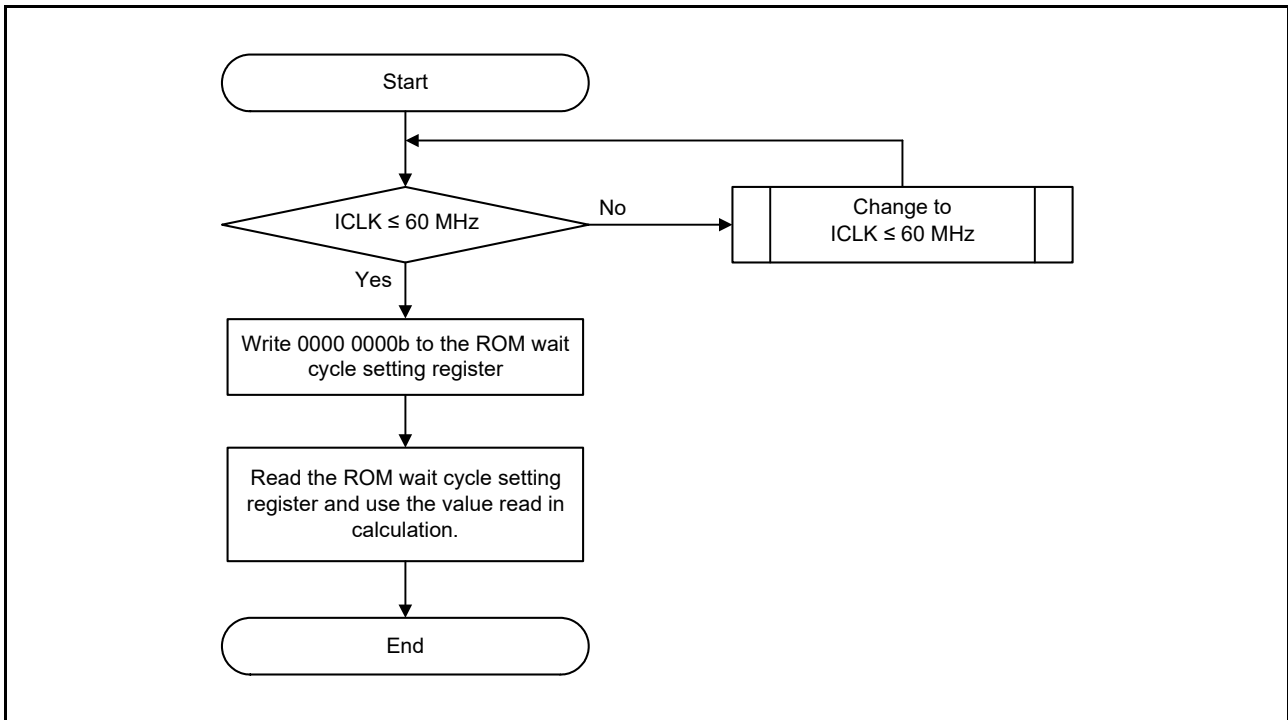 Start
ICLK ≤ 60 MHz
No
Change to
ICLK ≤ 60 MHz
Yes
Write 0000 0000b to the ROM wait
cycle setting register
Read the ROM wait cycle setting
register and use the value read in
calculation.
End